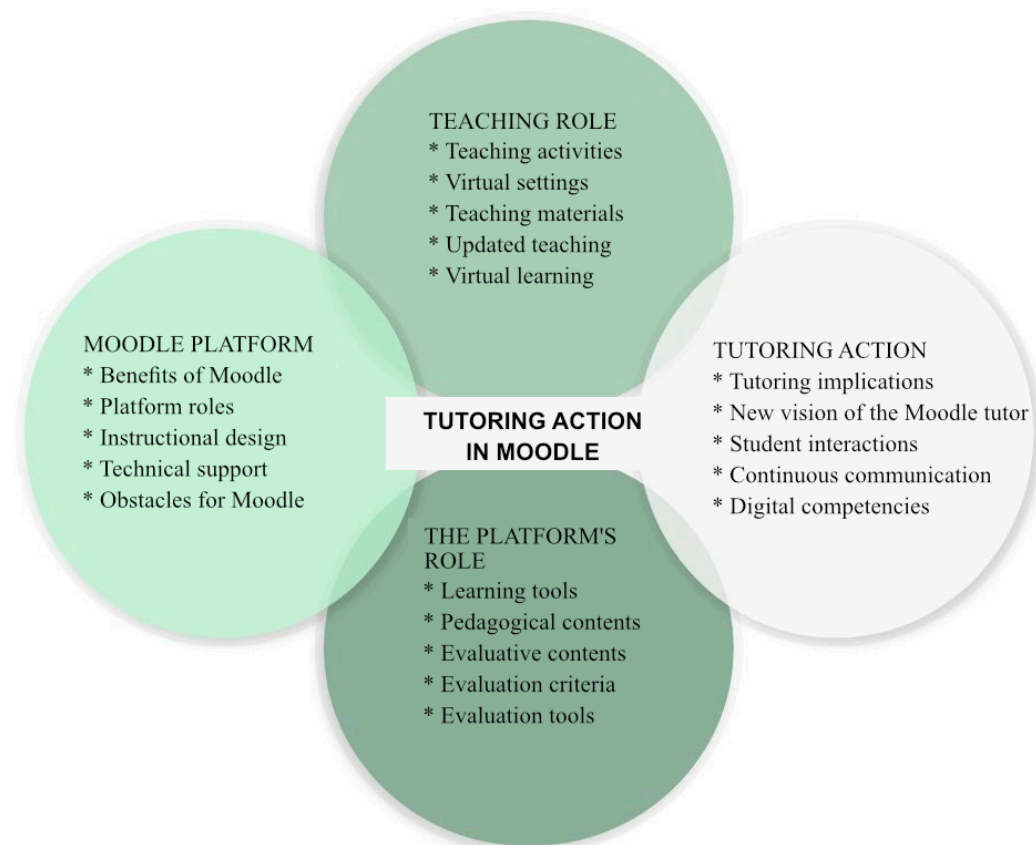 TEACHING ROLE
* Teaching activities
* Virtual settings
* Teaching materials
* Updated teaching
* Virtual learning
MOODLE PLATFORM
* Benefits of Moodle
* Platform roles
* Instructional design
* Technical support
* Obstacles for Moodle
TUTORING ACTION
IN MOODLE
TUTORING ACTION
* Tutoring implications
* New vision of the Moodle tutor
* Student interactions
* Continuous communication
* Digital competencies
THE PLATFORM'S
ROLE
* Learning tools
* Pedagogical contents
* Evaluative contents
* Evaluation criteria
* Evaluation tools